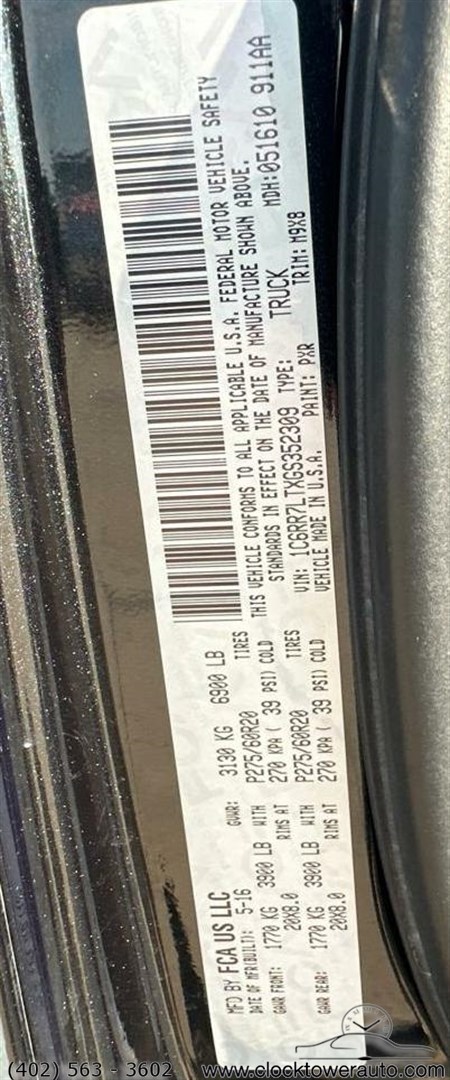 MFD BY FCA US LLC
DATE OF MFR(BUILT): 5-16 GVWR: 3130 KG 6900 LB
GAWR FRONT: 1770 KG 3900 LB WITH P275/60R20 TIRES
20X8.0 RIMS AT 270 KPA ( 39 PSI) COLD
GAWR REAR: 1770 KG 3900 LB WITH P275/60R20 TIRES
20X8.0 RIMS AT 270 KPA ( 39 PSI) COLD
THIS VEHICLE CONFORMS TO ALL APPLICABLE U.S.A. FEDERAL MOTOR VEHICLE SAFETY
STANDARDS IN EFFECT ON THE DATE OF MANUFACTURE SHOWN ABOVE.
VIN: 1C6RR7LTXGS352309 TYPE: TRUCK MDH:051610 911AA
VEHICLE MADE IN U.S.A. PAINT: PXR TRIM: M9X8
(402) 563 - 3602 www.clocktowerauto.com